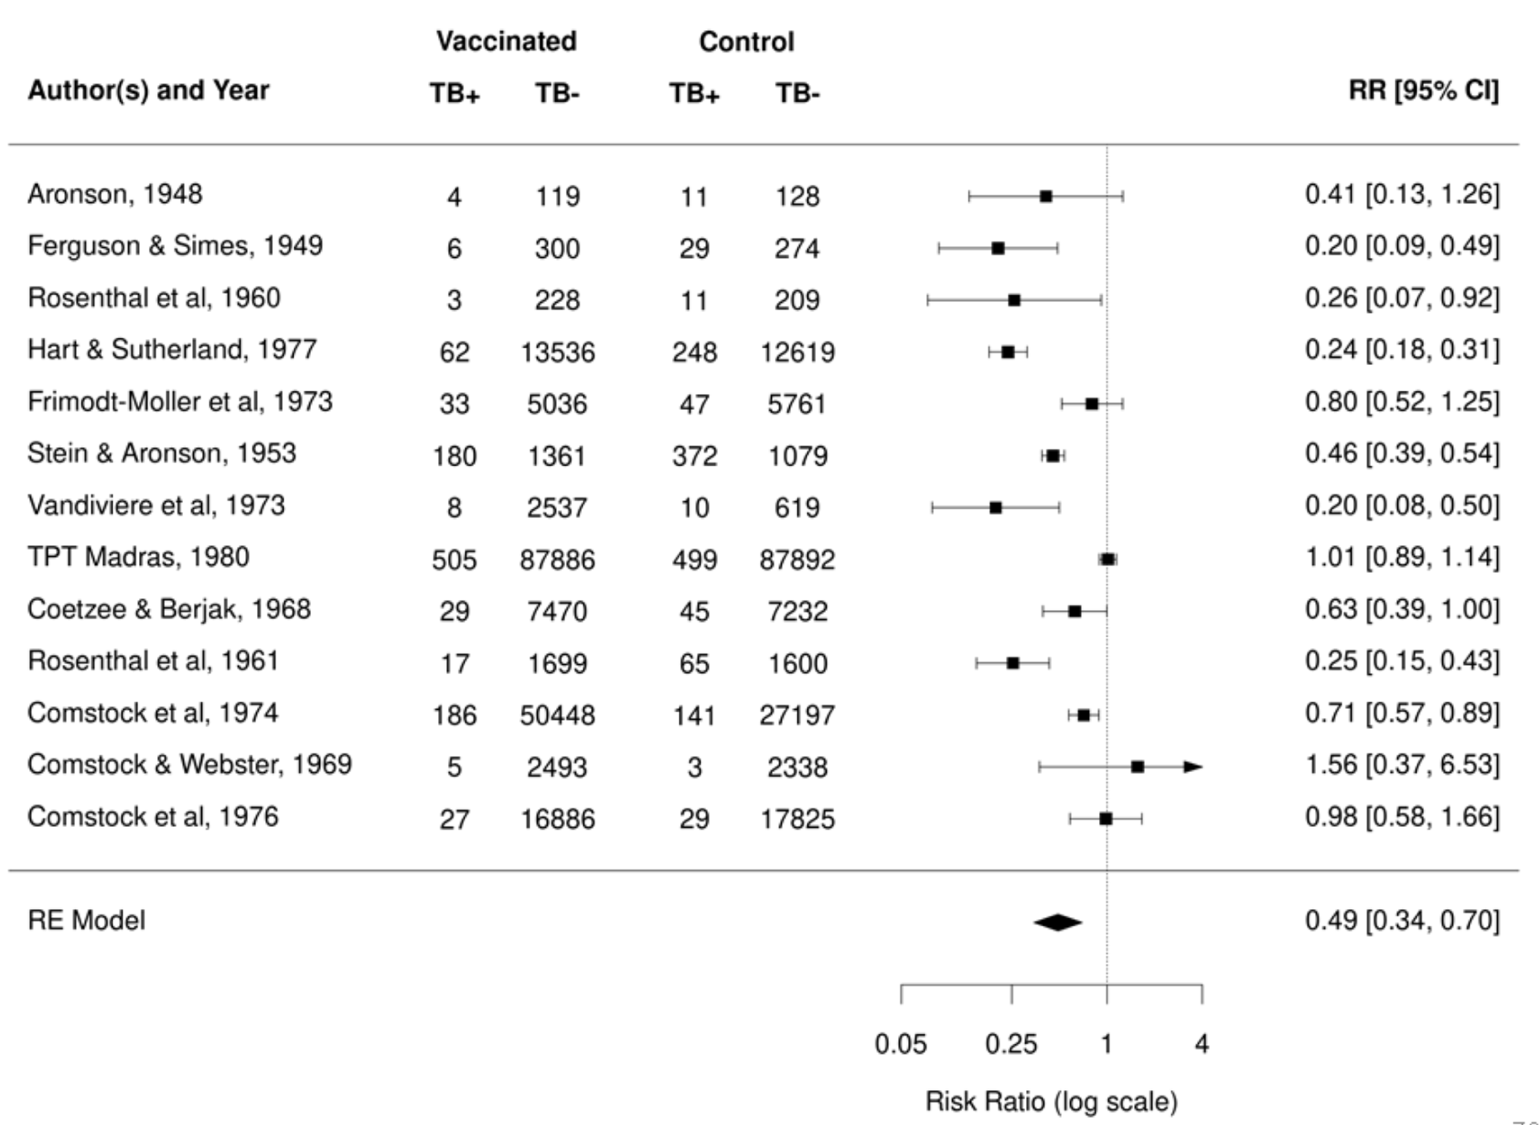 Vaccinated Control
Author(s) and Year TB+ TB- TB+ TB- RR [95% CI]
Aronson, 1948 4 119 11 128 0.41 [0.13, 1.26]
Ferguson & Simes, 1949 6 300 29 274 0.20 [0.09, 0.49]
Rosenthal et al, 1960 3 228 11 209 0.26 [0.07, 0.92]
Hart & Sutherland, 1977 62 13536 248 12619 0.24 [0.18, 0.31]
Frimodt-Moller et al, 1973 33 5036 47 5761 0.80 [0.52, 1.25]
Stein & Aronson, 1953 180 1361 372 1079 0.46 [0.39, 0.54]
Vandiviere et al, 1973 8 2537 10 619 0.20 [0.08, 0.50]
TPT Madras, 1980 505 87886 499 87892 1.01 [0.89, 1.14]
Coetzee & Berjak, 1968 29 7470 45 7232 0.63 [0.39, 1.00]
Rosenthal et al, 1961 17 1699 65 1600 0.25 [0.15, 0.43]
Comstock et al, 1974 186 50448 141 27197 0.71 [0.57, 0.89]
Comstock & Webster, 1969 5 2493 3 2338 1.56 [0.37, 6.53]
Comstock et al, 1976 27 16886 29 17825 0.98 [0.58, 1.66]
RE Model 0.49 [0.34, 0.70]
0.05 0.25 1 4
Risk Ratio (log scale)